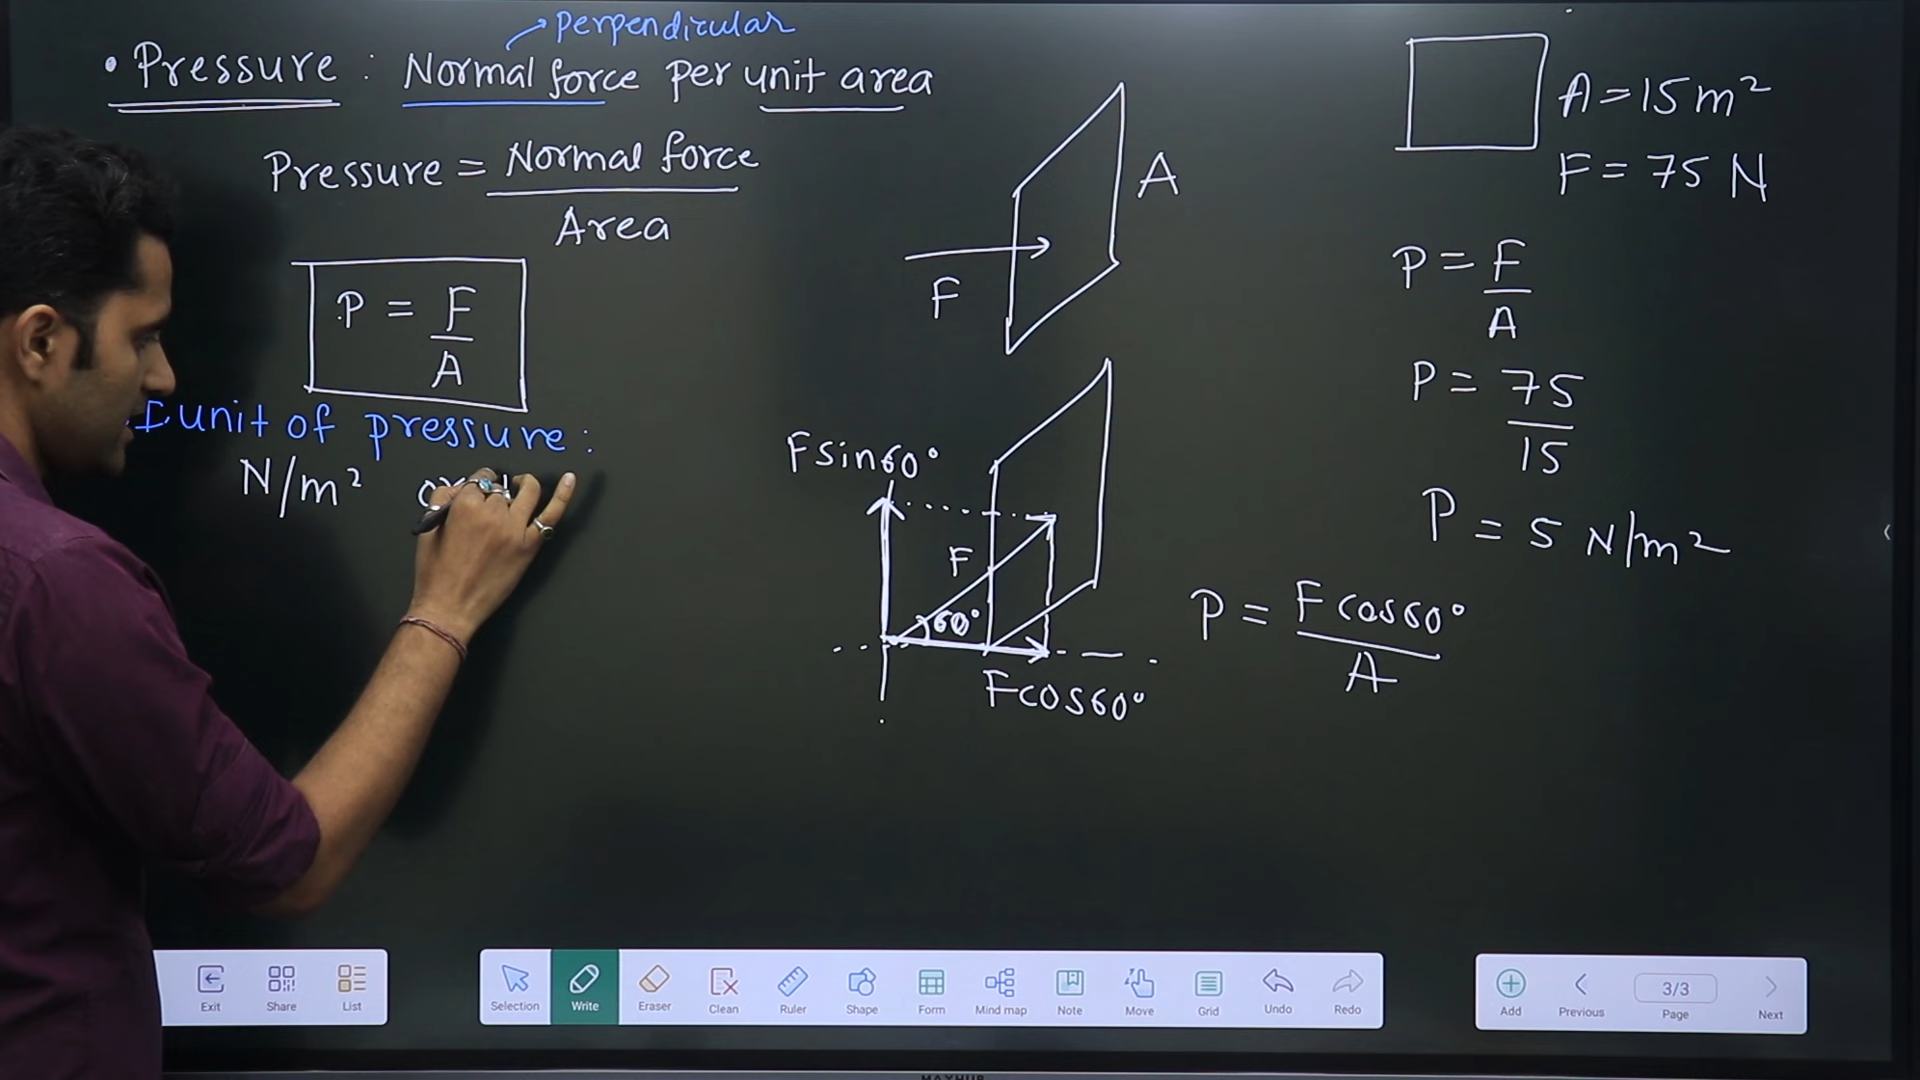 perpendicular
• Pressure : Normal force per unit area
Pressure = Normal force
Area
P = F
A
I unit of pressure :
N/m²
A
F
Fsin60°
F
60°
Fcos60°
A = 15 m²
F = 75 N
P = F
A
P = 75
15
P = 5 N/m²
P = F cos60°
A
Exit
Share
List
Selection
Write
Eraser
Clean
Ruler
Shape
Form
Mind map
Note
Move
Grid
Undo
Redo
Add
Previous
3/3
Page
Next